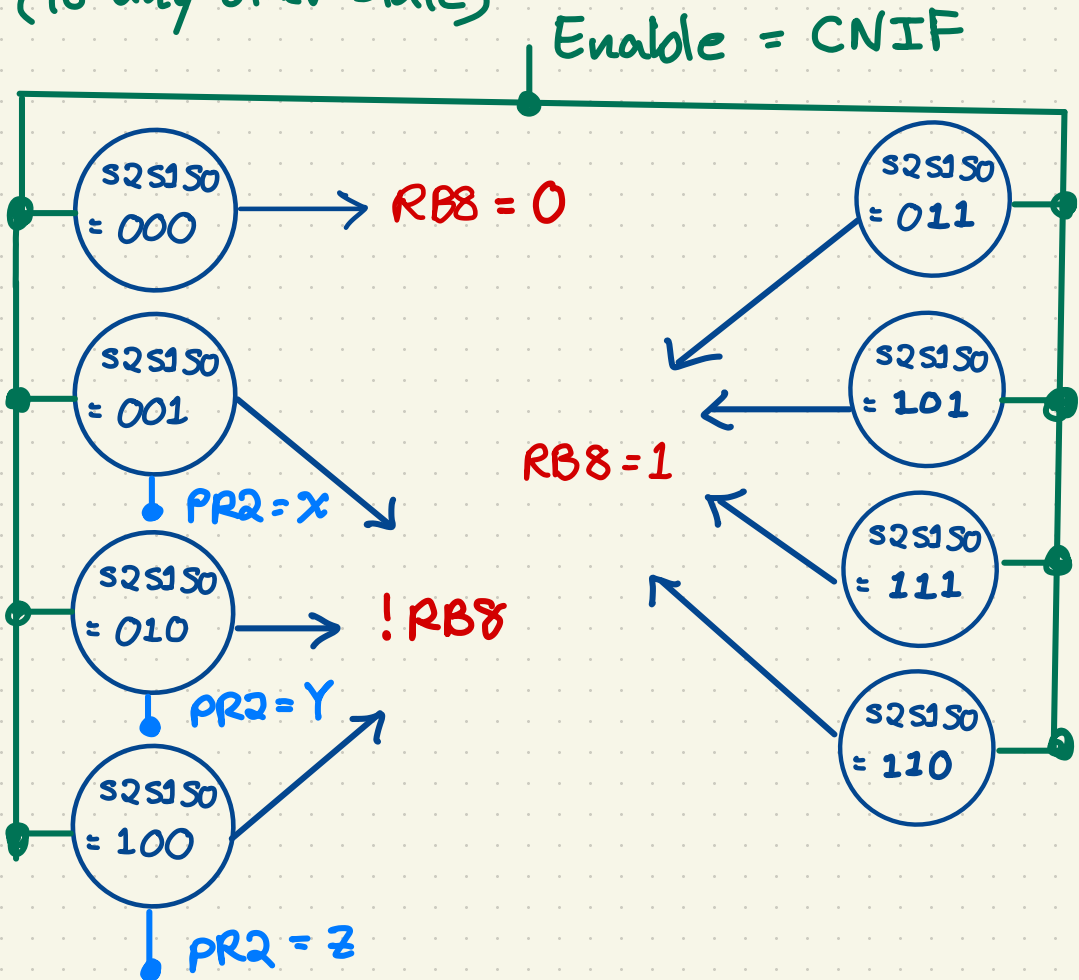 Enable = CNIF
S2S1S0
= 000
RB8 = 0
S2S1S0
= 011
S2S1S0
= 001
S2S1S0
= 101
RB8=1
PR2=X
S2S1S0
= 010
! RB8
S2S1S0
= 111
PR2=Y
S2S1S0
= 100
S2S1S0
= 110
PR2 = Z